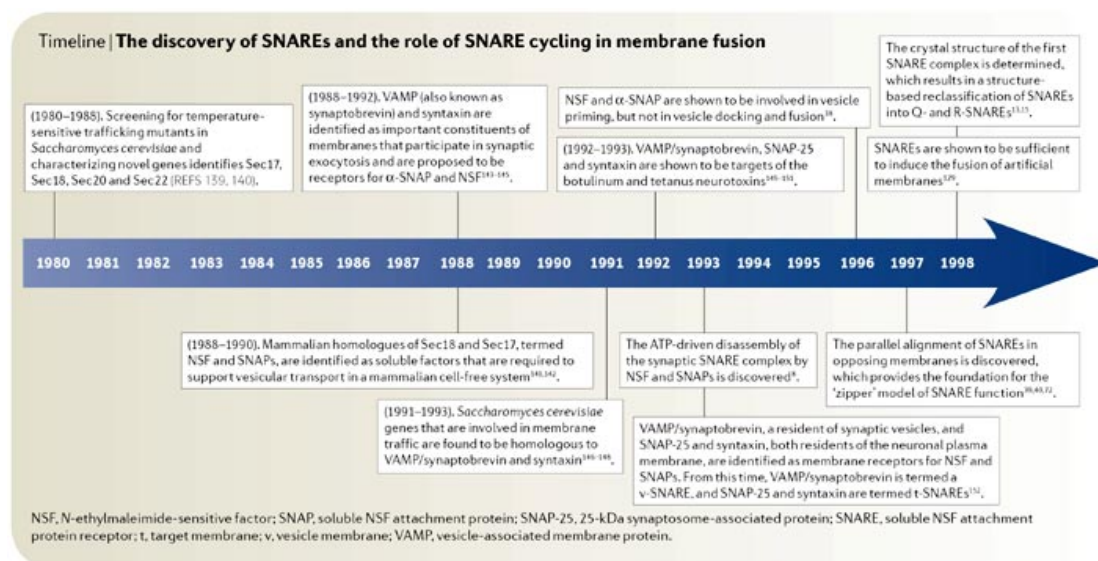 Timeline | The discovery of SNAREs and the role of SNARE cycling in membrane fusion
(1980–1988). Screening for temperature-
sensitive trafficking mutants in
Saccharomyces cerevisiae and
characterizing novel genes identifies Sec17,
Sec18, Sec20 and Sec22 (REFS 139, 140).
(1988–1992). VAMP (also known as
synaptobrevin) and syntaxin are
identified as important constituents of
membranes that participate in synaptic
exocytosis and are proposed to be
receptors for α-SNAP and NSF
NSF and α-SNAP are shown to be involved in vesicle
priming, but not in vesicle docking and fusion
(1992–1993). VAMP/synaptobrevin, SNAP-25
and syntaxin are shown to be targets of the
botulinum and tetanus neurotoxins
The crystal structure of the first
SNARE complex is determined,
which results in a structure-
based reclassification of SNAREs
into Q- and R-SNAREs
SNAREs are shown to be sufficient
to induce the fusion of artificial
membranes
1980 1981 1982 1983 1984 1985 1986 1987 1988 1989 1990 1991 1992 1993 1994 1995 1996 1997 1998
(1988–1990). Mammalian homologues of Sec18 and Sec17, termed
NSF and SNAPs, are identified as soluble factors that are required to
support vesicular transport in a mammalian cell-free system
(1991–1993). Saccharomyces cerevisiae
genes that are involved in membrane
traffic are found to be homologous to
VAMP/synaptobrevin and syntaxin
The ATP-driven disassembly of
the synaptic SNARE complex by
NSF and SNAPs is discovered
VAMP/synaptobrevin, a resident of synaptic vesicles, and
SNAP-25 and syntaxin, both residents of the neuronal plasma
membrane, are identified as membrane receptors for NSF and
SNAPs. From this time, VAMP/synaptobrevin is termed a
v-SNARE, and SNAP-25 and syntaxin are termed t-SNAREs
The parallel alignment of SNAREs in
opposing membranes is discovered,
which provides the foundation for the
'zipper' model of SNARE function
NSF, N-ethylmaleimide-sensitive factor; SNAP, soluble NSF attachment protein; SNAP-25, 25-kDa synaptosome-associated protein; SNARE, soluble NSF attachment
protein receptor; t, target membrane; v, vesicle membrane; VAMP, vesicle-associated membrane protein.